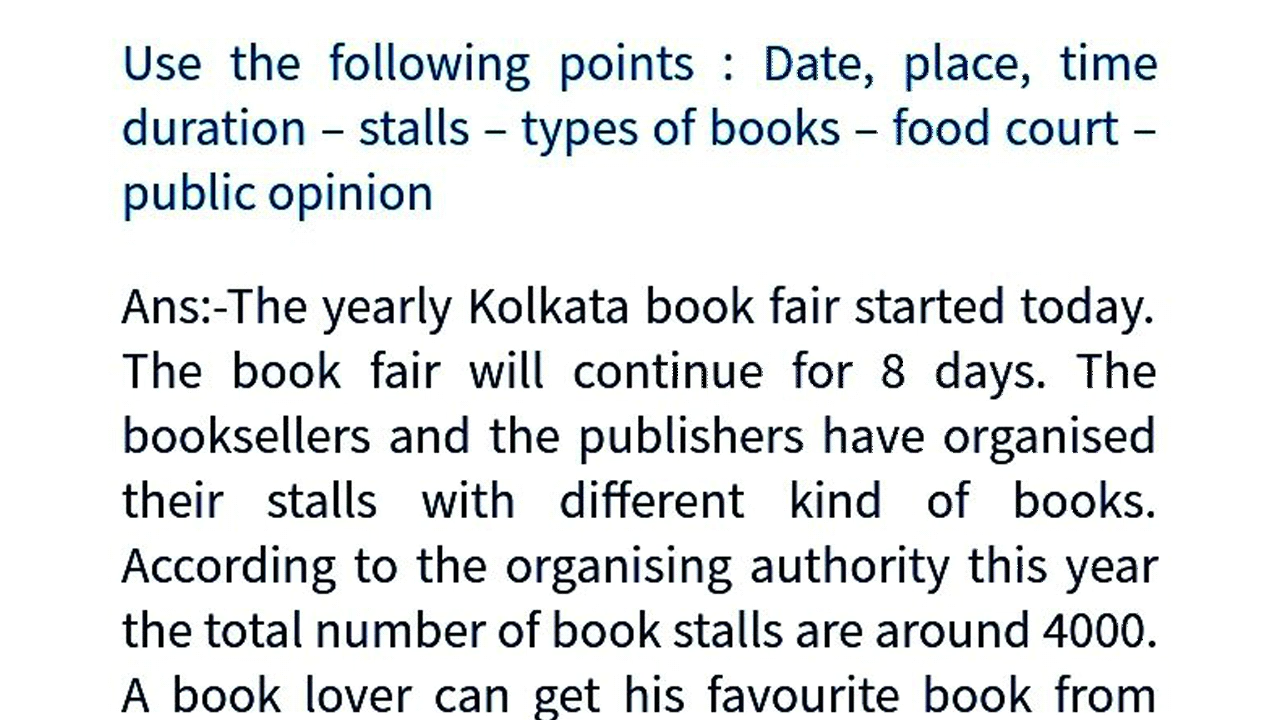 Use the following points : Date, place, time
duration – stalls – types of books – food court –
public opinion
Ans:-The yearly Kolkata book fair started today.
The book fair will continue for 8 days. The
booksellers and the publishers have organised
their stalls with different kind of books.
According to the organising authority this year
the total number of book stalls are around 4000.
A book lover can get his favourite book from